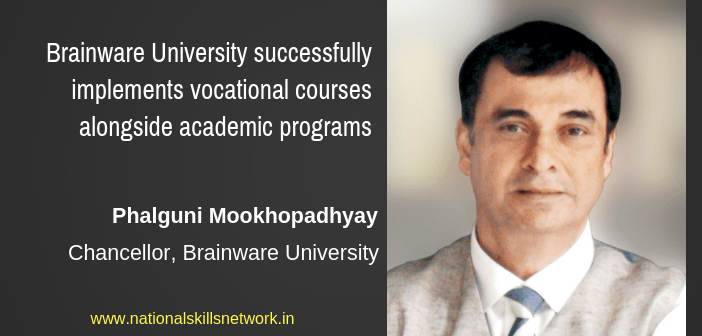 Brainware University successfully
implements vocational courses
alongside academic programs
Phalguni Mookhopadhyay
Chancellor, Brainware University
www.nationalskillsnetwork.in